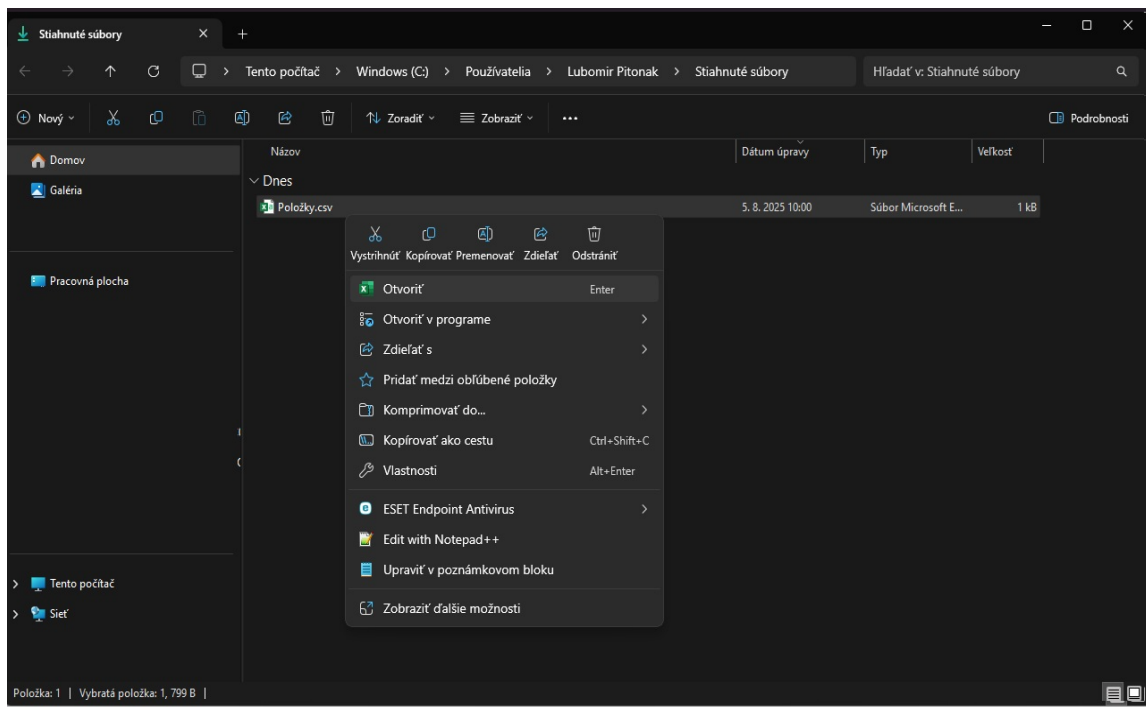 Stiahnuté súbory
Tento počítač > Windows (C:) > Používatelia > Lubomir Pitonak > Stiahnuté súbory
Hľadať v: Stiahnuté súbory
Nový
Zoradiť
Zobraziť
Podrobnosti
Domov
Galéria
Pracovná plocha
Tento počítač
Sieť
Názov
Dátum úpravy
Typ
Veľkosť
Dnes
Položky.csv
5. 8. 2025 10:00
Súbor Microsoft E...
1 kB
Vystrihnúť Kopírovať Premenovať Zdieľať Odstrániť
Otvoriť Enter
Otvoriť v programe
Zdieľať s
Pridať medzi obľúbené položky
Komprimovať do...
Kopírovať ako cestu Ctrl+Shift+C
Vlastnosti Alt+Enter
ESET Endpoint Antivirus
Edit with Notepad++
Upraviť v poznámkovom bloku
Zobraziť ďalšie možnosti
Položka: 1 | Vybratá položka: 1, 799 B |